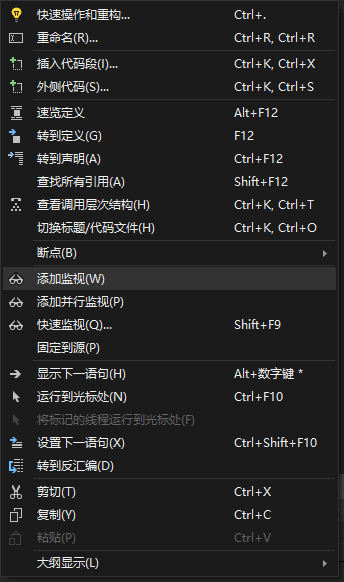 快速操作和重构... Ctrl+.
重命名(R)... Ctrl+R, Ctrl+R
插入代码段(I)... Ctrl+K, Ctrl+X
外侧代码(S)... Ctrl+K, Ctrl+S
速览定义 Alt+F12
转到定义(G) F12
转到声明(A) Ctrl+F12
查找所有引用(A) Shift+F12
查看调用层次结构(H) Ctrl+K, Ctrl+T
切换标题/代码文件(H) Ctrl+K, Ctrl+O
断点(B)
添加监视(W)
添加并行监视(P)
快速监视(Q)... Shift+F9
固定到源(P)
显示下一语句(H) Alt+数字键 *
运行到光标处(N) Ctrl+F10
将标记的线程运行到光标处(F)
设置下一语句(X) Ctrl+Shift+F10
转到反汇编(D)
剪切(T) Ctrl+X
复制(Y) Ctrl+C
粘贴(P) Ctrl+V
大纲显示(L)